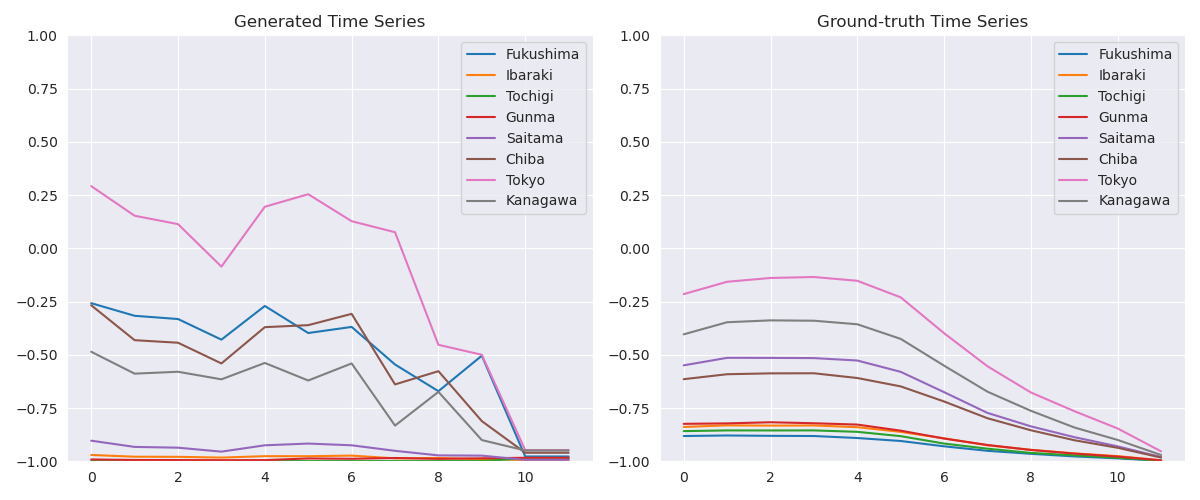 Generated Time Series
1.00
0.75
0.50
0.25
0.00
−0.25
−0.50
−0.75
−1.00
0 2 4 6 8 10
Fukushima
Ibaraki
Tochigi
Gunma
Saitama
Chiba
Tokyo
Kanagawa
Ground-truth Time Series
1.00
0.75
0.50
0.25
0.00
−0.25
−0.50
−0.75
−1.00
0 2 4 6 8 10
Fukushima
Ibaraki
Tochigi
Gunma
Saitama
Chiba
Tokyo
Kanagawa